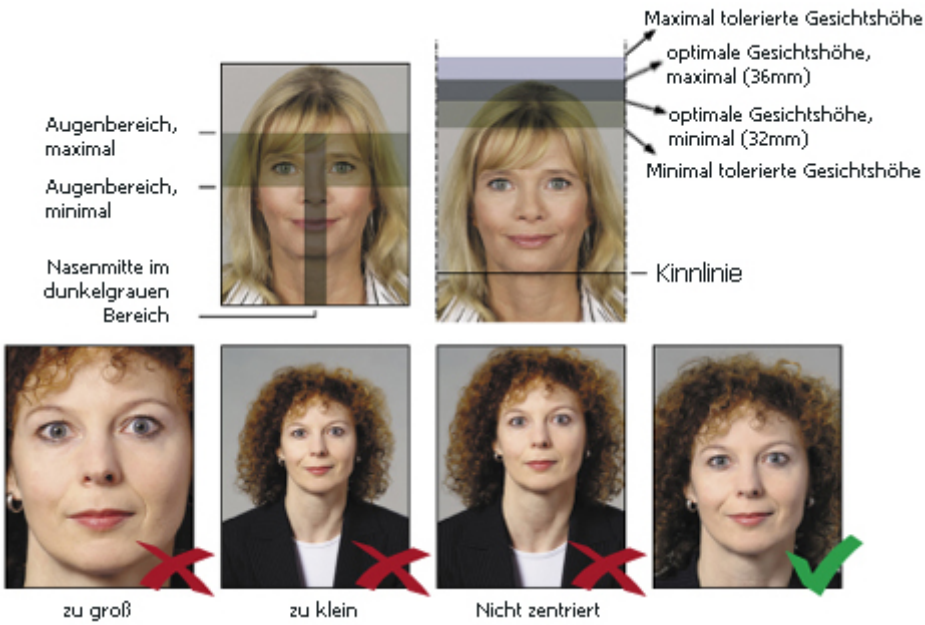 Maximal tolerierte Gesichtshöhe
optimale Gesichtshöhe,
maximal (36mm)
optimale Gesichtshöhe,
minimal (32mm)
Minimal tolerierte Gesichtshöhe
Augenbereich,
maximal
Augenbereich,
minimal
Nasenmitte im
dunkelgrauen
Bereich
Kinnlinie
zu groß
zu klein
Nicht zentriert